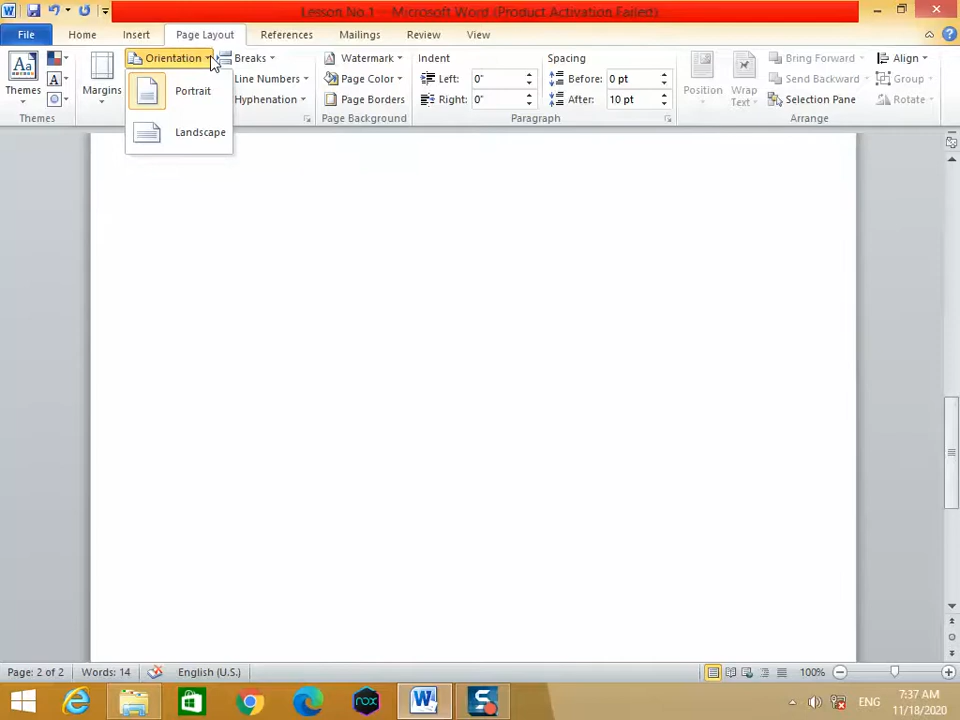 Lesson No.1 - Microsoft Word (Product Activation Failed)
File Home Insert Page Layout References Mailings Review View
Themes
Margins
Orientation
Breaks
Line Numbers
Hyphenation
Portrait
Landscape
Watermark
Page Color
Page Borders
Indent
Left: 0"
Right: 0"
Spacing
Before: 0 pt
After: 10 pt
Position
Wrap
Text
Bring Forward
Send Backward
Selection Pane
Align
Group
Rotate
Themes
Page Background
Paragraph
Arrange
Page: 2 of 2 Words: 14 English (U.S.) 100%
ENG
7:37 AM
11/18/2020